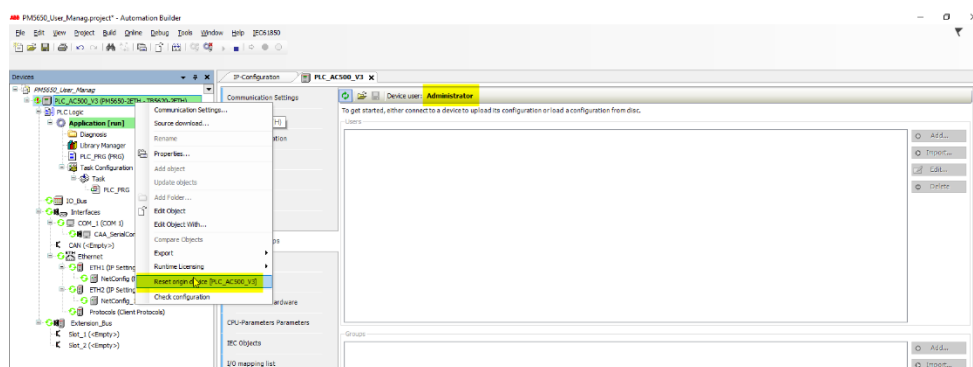 PM5650_User_Manag.project* - Automation Builder
File Edit View Project Build Online Debug Tools Window Help IEC61850
Devices
IP-Configuration PLC_AC500_V3
PM5650_User_Manag
PLC_AC500_V3 (PM5650-2ETH - TB5620-2ETH)
PLC Logic
Application [run]
Diagnosis
Library Manager
PLC_PRG (PRG)
Task Configuration
Task
PLC_PRG
IO_Bus
Interfaces
COM_1 (COM 1)
CAA_SerialCo
CAN (<Empty>)
Ethernet
ETH1 (IP Setting
NetConfig (
ETH2 (IP Setting
NetConfig_
Protocols (Client Protocols)
Extension_Bus
Slot_1 (<Empty>)
Slot_2 (<Empty>)
Communication Settings...
Source download...
Rename
Properties...
Add object
Update objects
Add Folder...
Edit Object
Edit Object With...
Compare Objects
Export
Runtime Licensing
Reset origin device [PLC_AC500_V3]
Check configuration
Communication Settings
H)
ation
ps
ardware
CPU-Parameters Parameters
IEC Objects
I/O mapping list
Device user: Administrator
To get started, either connect to a device to upload its configuration or load a configuration from disc.
Users
Add...
Import...
Edit...
Delete
Groups
Add...
Import...